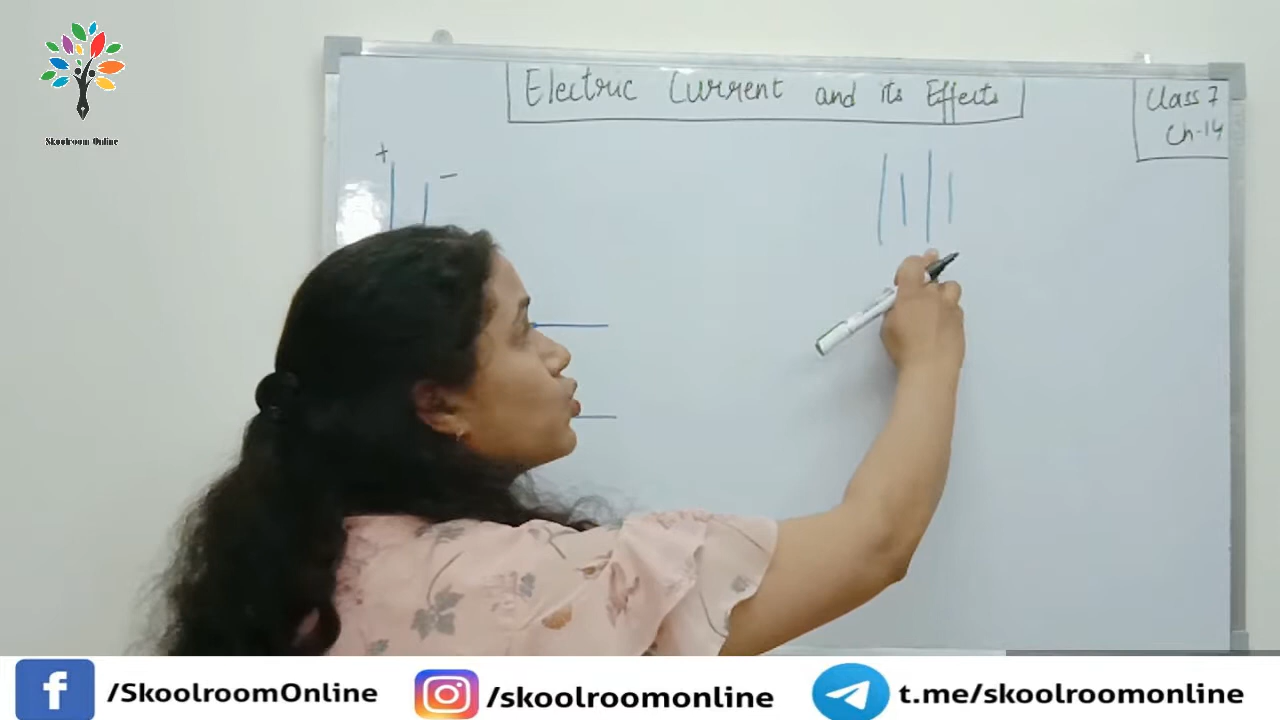 Skoolroom Online
Electric Current and its Effects
Class 7
Ch-14
+
-
/SkoolroomOnline
/skoolroomonline
t.me/skoolroomonline